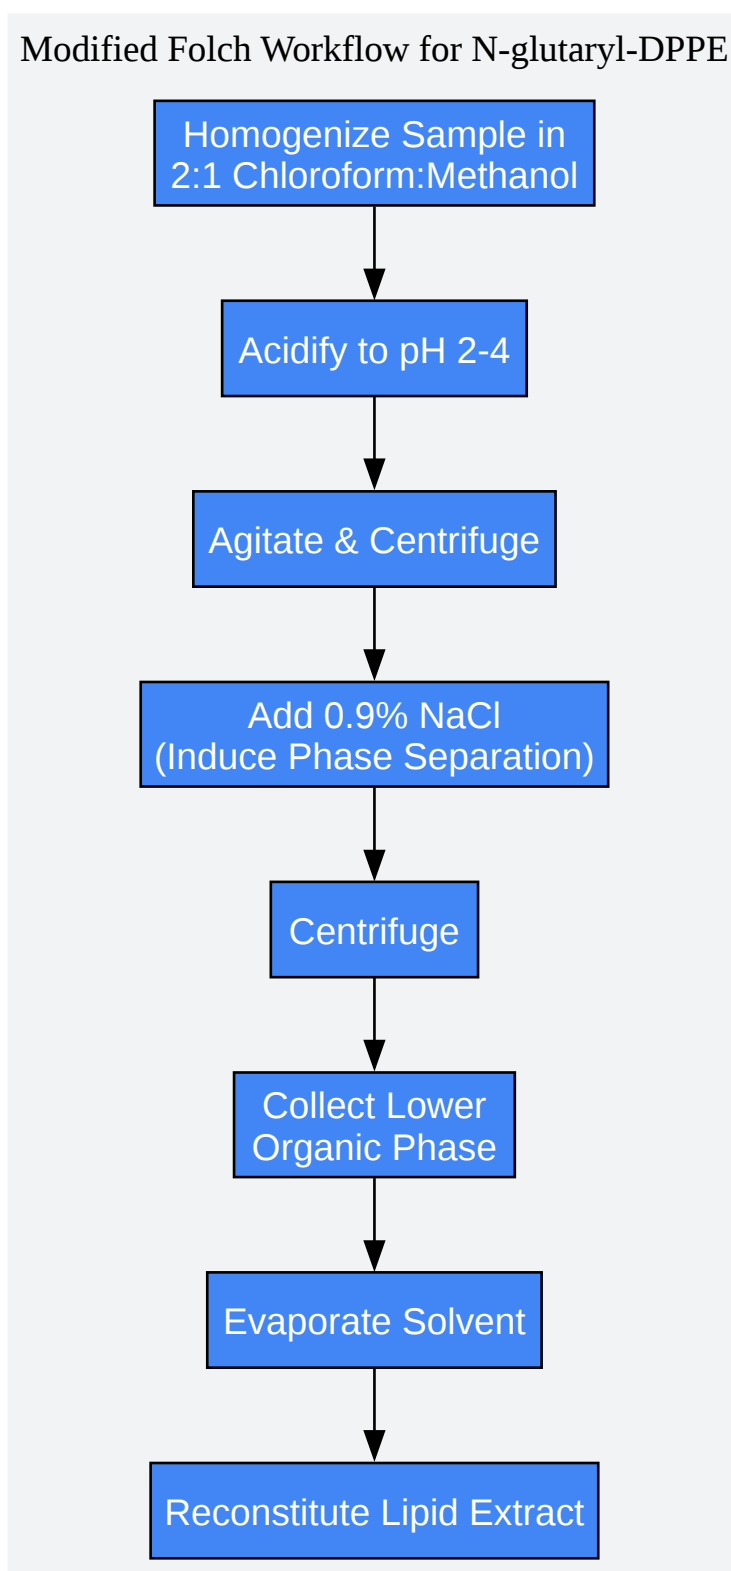 Modified Folch Workflow for N-glutaryl-DPPE
Homogenize Sample in
2:1 Chloroform:Methanol
Acidify to pH 2-4
Agitate & Centrifuge
Add 0.9% NaCl
(Induce Phase Separation)
Centrifuge
Collect Lower
Organic Phase
Evaporate Solvent
Reconstitute Lipid Extract